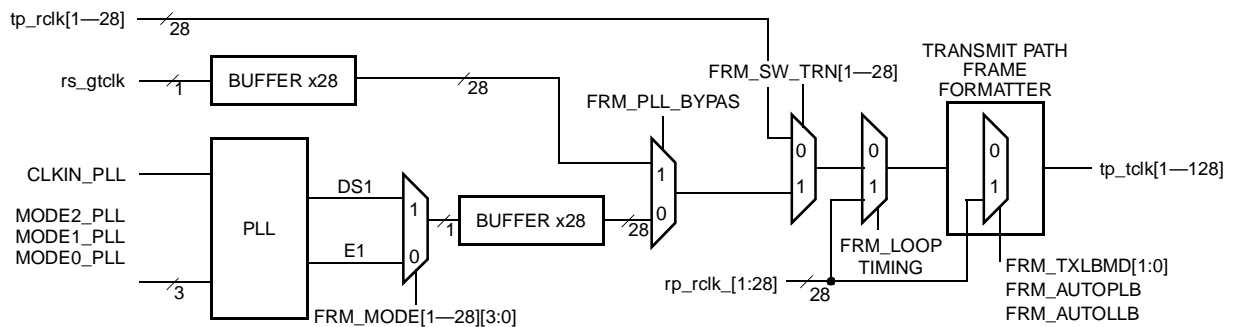 tp_rclk[1—28]
28
rs_gtclk
1
BUFFER x28
28
FRM_PLL_BYPAS
FRM_SW_TRN[1—28]
TRANSMIT PATH
FRAME
FORMATTER
CLKIN_PLL
MODE2_PLL
MODE1_PLL
MODE0_PLL
3
PLL
DS1
E1
1
0
FRM_MODE[1—28][3:0]
1
BUFFER x28
28
1
0
0
1
0
1
FRM_LOOP
TIMING
0
1
tp_tclk[1—128]
rp_rclk_[1:28]
28
FRM_TXLBMD[1:0]
FRM_AUTOPLB
FRM_AUTOLLB